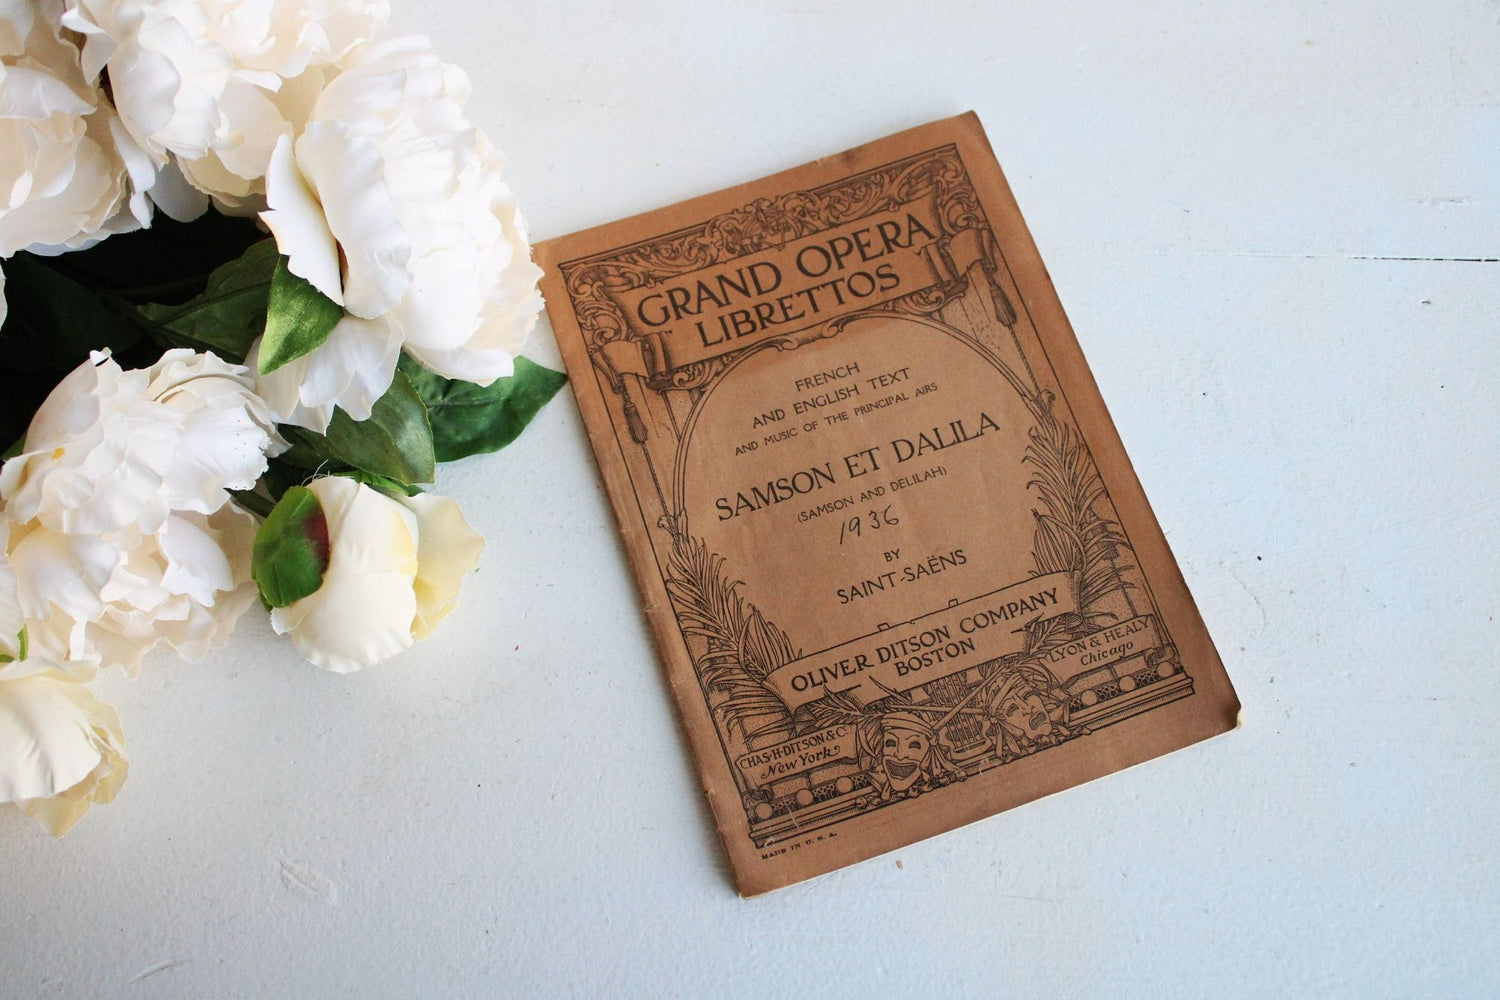 GRAND OPERA
LIBRETTOS
FRENCH
AND ENGLISH TEXT
AND MUSIC OF THE PRINCIPAL AIRS
SAMSON ET DALILA
(SAMSON AND DELILAH)
1936
BY
SAINT-SAËNS
OLIVER DITSON COMPANY
BOSTON
LYON & HEALY
Chicago
CHAS·H·DITSON & Co
New York
MADE IN U. S. A.